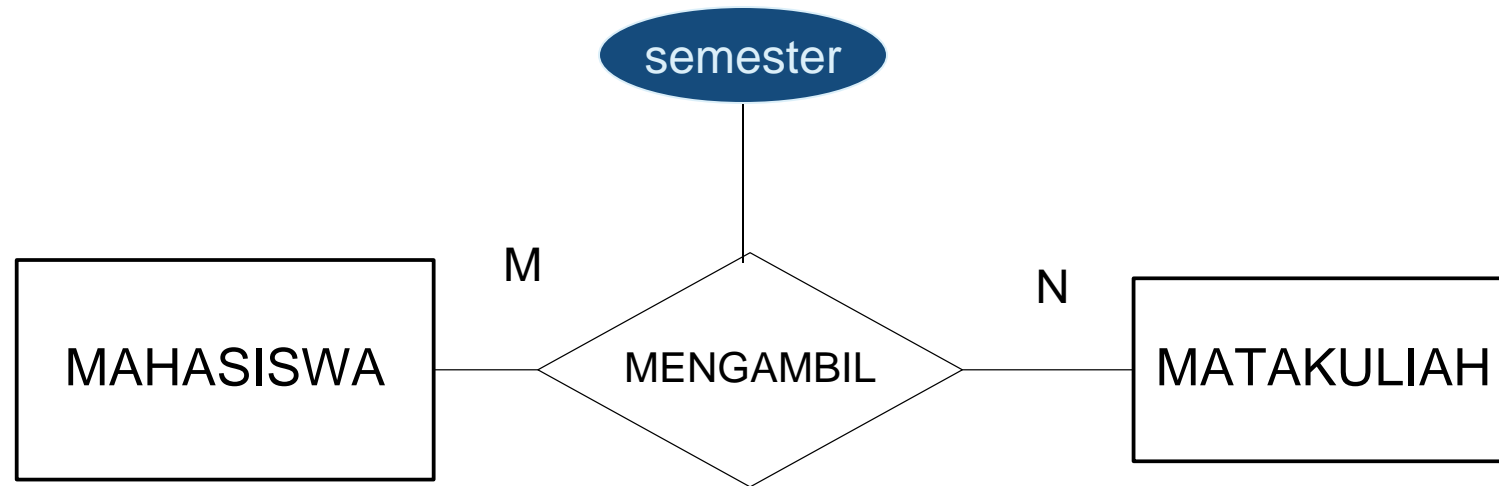 semester
M
N
MAHASISWA
MENGAMBIL
MATAKULIAH